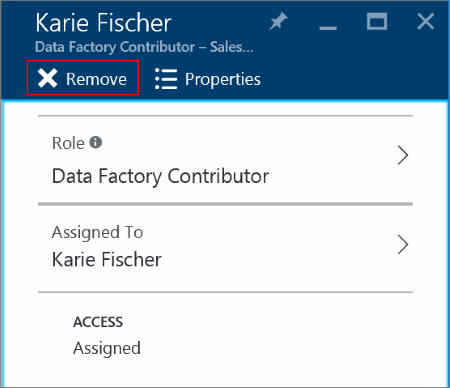 Karie Fischer
Data Factory Contributor – Sales...
Remove Properties
Role
Data Factory Contributor
Assigned To
Karie Fischer
ACCESS
Assigned